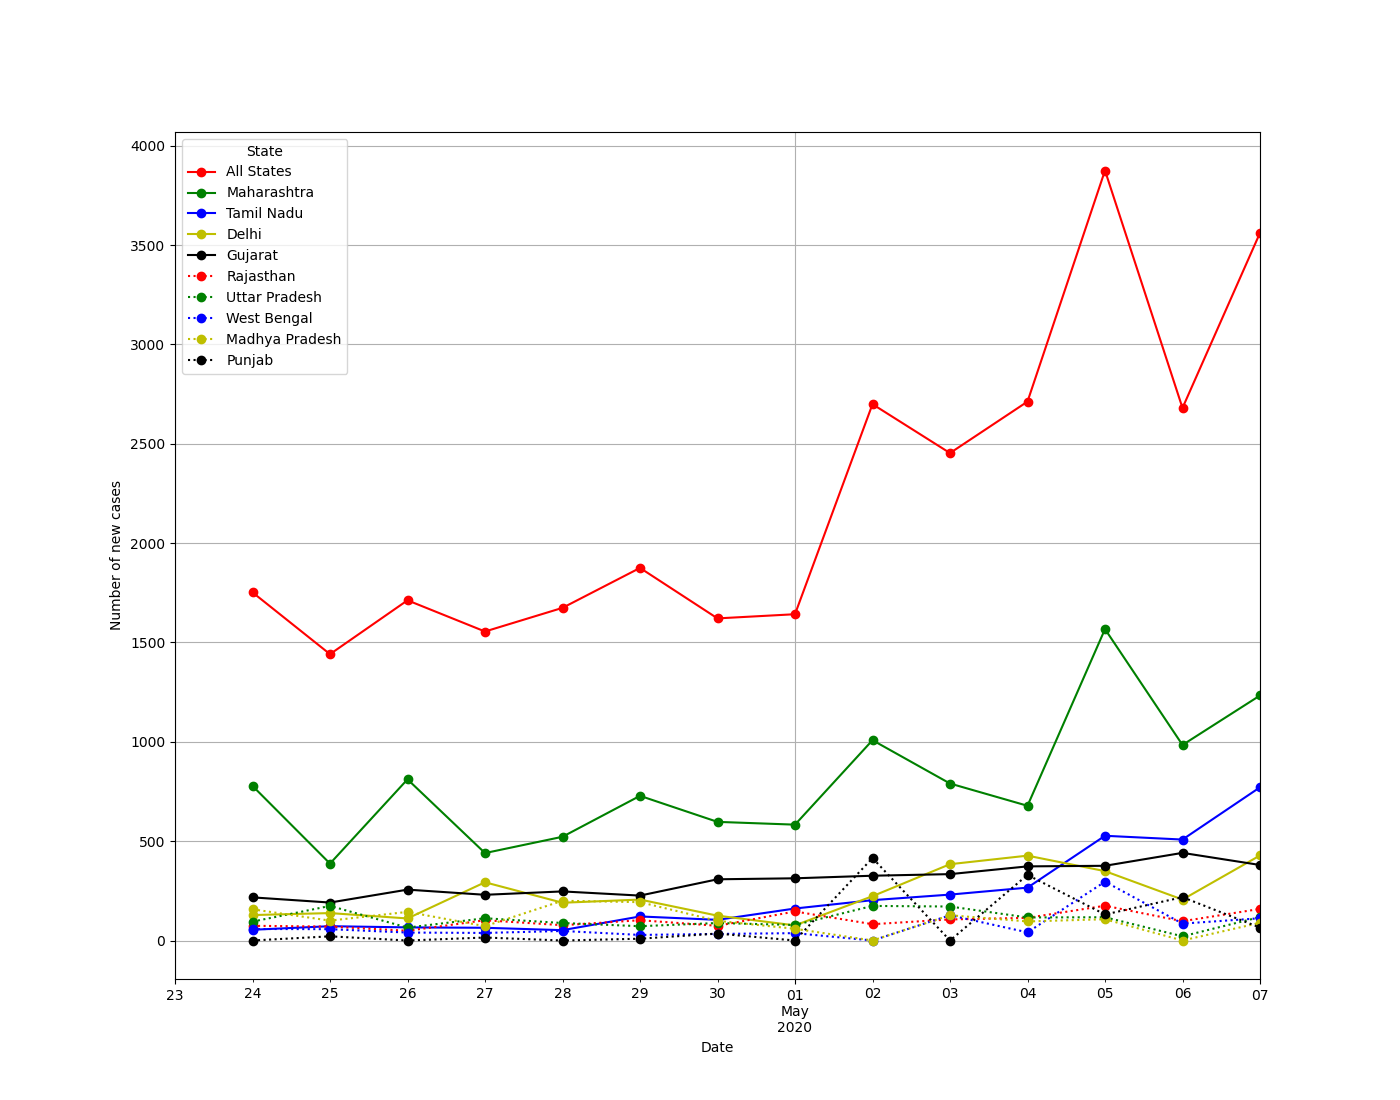 4000
3500
3000
2500
2000
1500
1000
500
0
Number of new cases
State
All States
Maharashtra
Tamil Nadu
Delhi
Gujarat
Rajasthan
Uttar Pradesh
West Bengal
Madhya Pradesh
Punjab
23 24 25 26 27 28 29 30 01 02 03 04 05 06 07
May
2020
Date